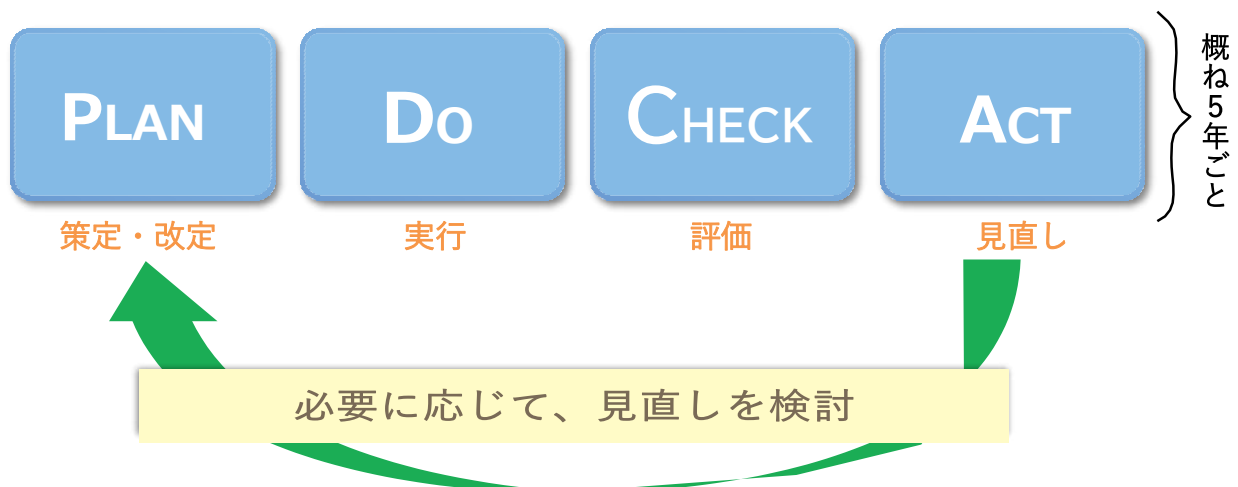 PLAN
DO
CHECK
ACT
策定・改定
実行
評価
見直し
概ね5年ごと
必要に応じて、見直しを検討